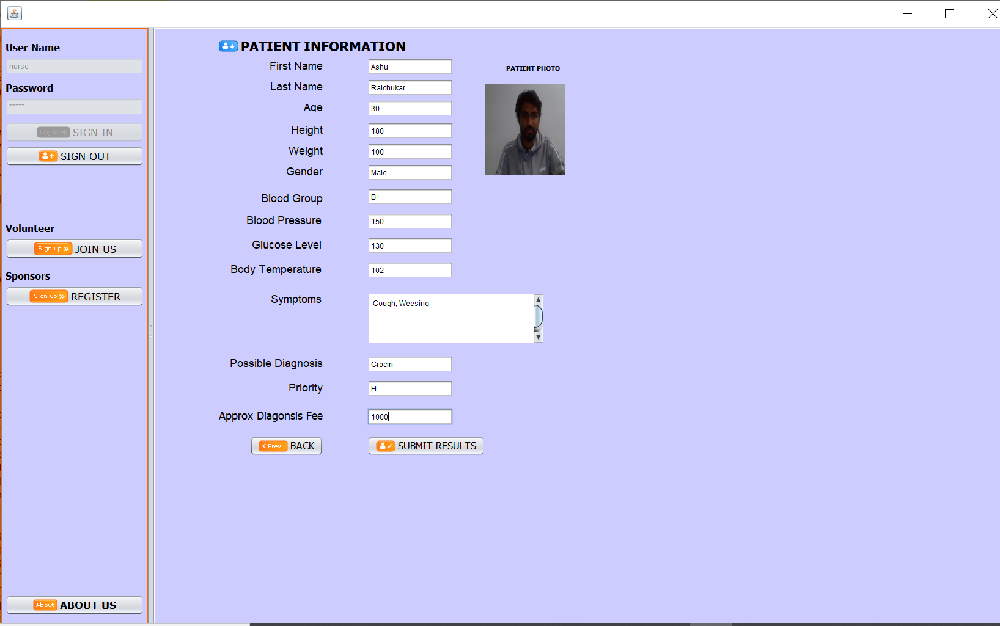 User Name
nurse
Password
*****
Log in SIGN IN
SIGN OUT
Volunteer
Sign up JOIN US
Sponsors
Sign up REGISTER
About ABOUT US
PATIENT INFORMATION
First Name Ashu
Last Name Raichukar
Age 30
Height 180
Weight 100
Gender Male
Blood Group B+
Blood Pressure 150
Glucose Level 130
Body Temperature 102
Symptoms Cough, Weesing
Possible Diagnosis Crocin
Priority H
Approx Diagonsis Fee 1000
Prev BACK
SUBMIT RESULTS
PATIENT PHOTO